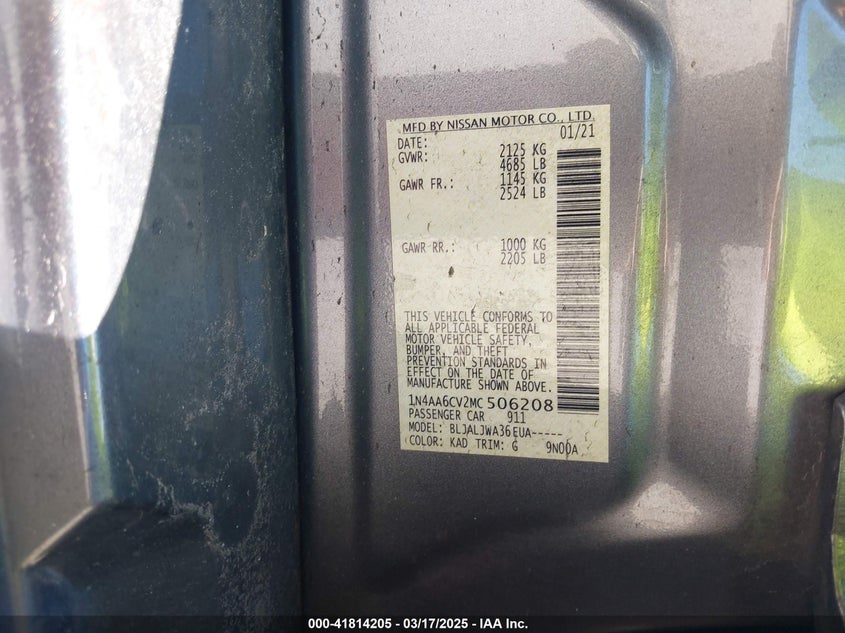 MFD BY NISSAN MOTOR CO., LTD.
DATE: 01/21
GVWR: 2125 KG
4685 LB
GAWR FR.: 1145 KG
2524 LB
GAWR RR.: 1000 KG
2205 LB
THIS VEHICLE CONFORMS TO
ALL APPLICABLE FEDERAL
MOTOR VEHICLE SAFETY,
BUMPER, AND THEFT
PREVENTION STANDARDS IN
EFFECT ON THE DATE OF
MANUFACTURE SHOWN ABOVE.
1N4AA6CV2MC506208
PASSENGER CAR 911
MODEL: BLJALJWA36EUA-----
COLOR: KAD TRIM: G 9N00A
000-41814205 - 03/17/2025 - IAA Inc.